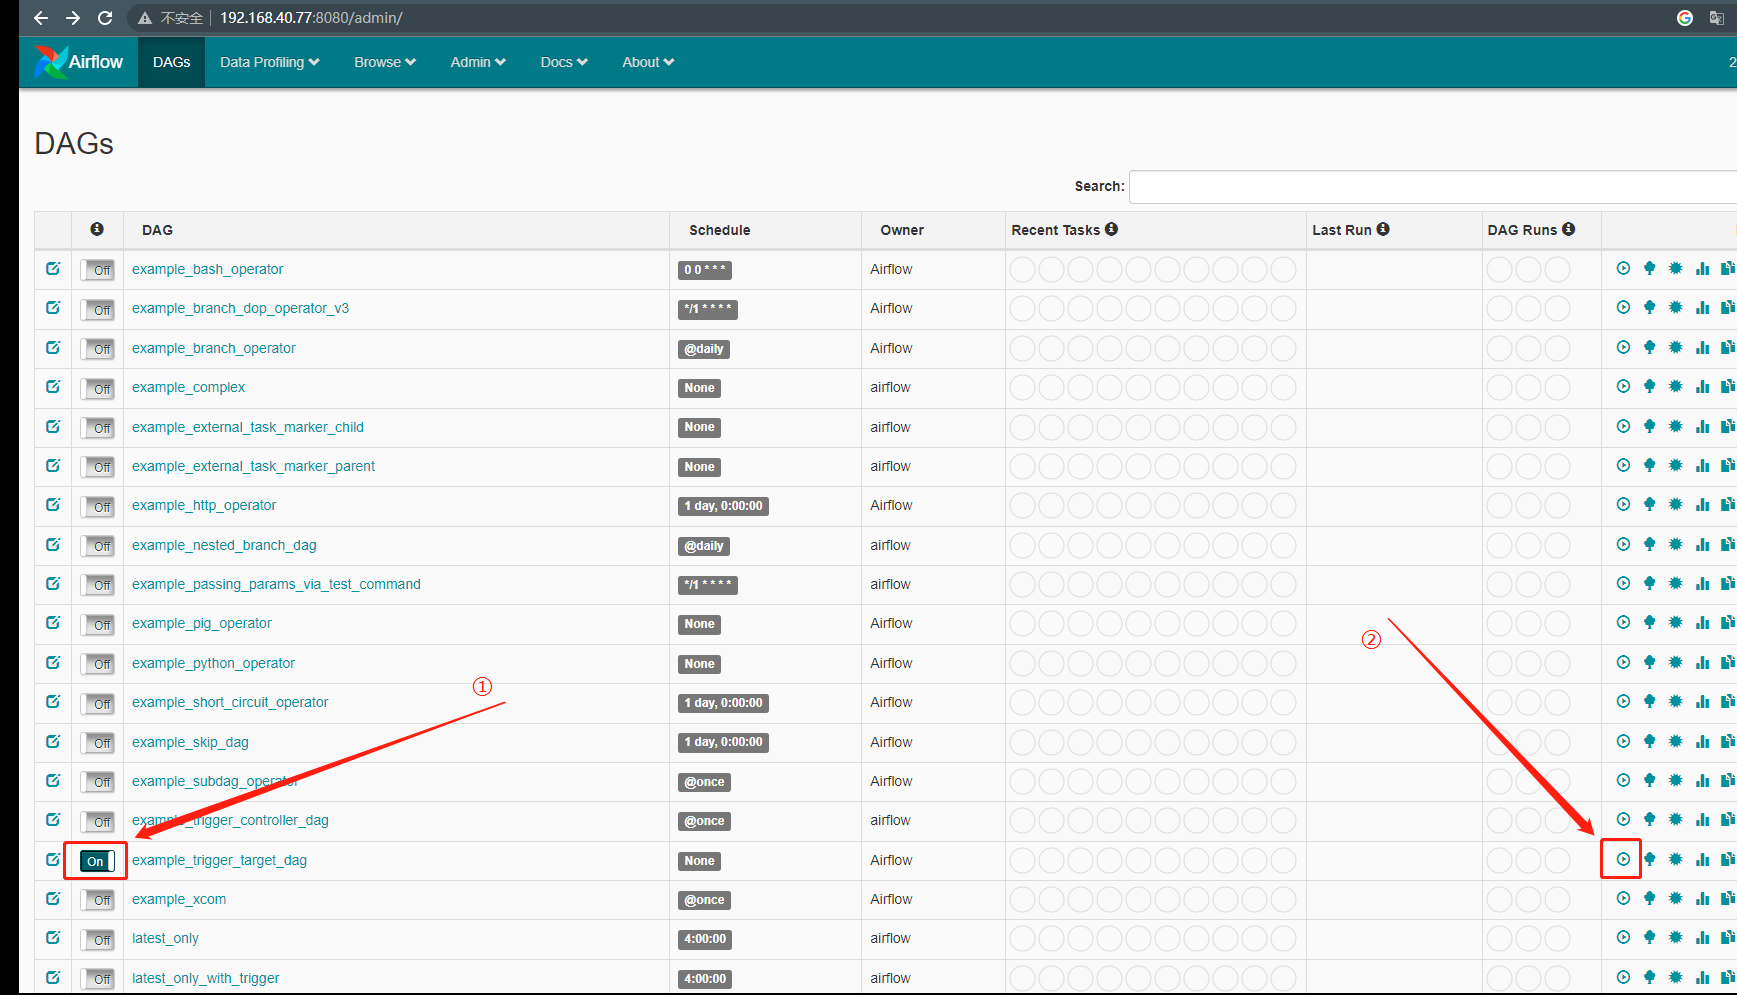 不安全 192.168.40.77:8080/admin/
Airflow DAGs Data Profiling Browse Admin Docs About 2
DAGs
Search:
DAG Schedule Owner Recent Tasks Last Run DAG Runs
Off example_bash_operator 0 0 * * * Airflow
Off example_branch_dop_operator_v3 */1 * * * * Airflow
Off example_branch_operator @daily Airflow
Off example_complex None airflow
Off example_external_task_marker_child None airflow
Off example_external_task_marker_parent None airflow
Off example_http_operator 1 day, 0:00:00 Airflow
Off example_nested_branch_dag @daily airflow
Off example_passing_params_via_test_command */1 * * * * airflow
Off example_pig_operator None Airflow
②
Off example_python_operator None Airflow
①
Off example_short_circuit_operator 1 day, 0:00:00 Airflow
Off example_skip_dag 1 day, 0:00:00 Airflow
Off example_subdag_operator @once Airflow
Off example_trigger_controller_dag @once airflow
On example_trigger_target_dag None Airflow
Off example_xcom @once Airflow
Off latest_only 4:00:00 airflow
Off latest_only_with_trigger 4:00:00 airflow